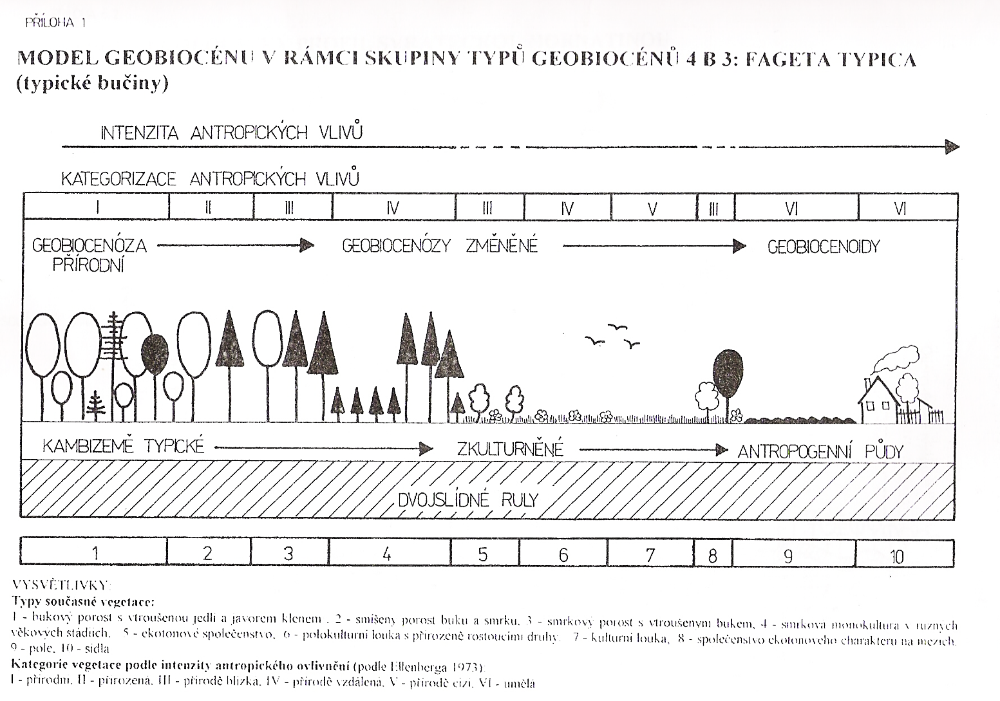 PŘÍLOHA 1
MODEL GEOBIOCÉNU V RÁMCI SKUPINY TYPŮ GEOBIOCÉNŮ 4 B 3: FAGETA TYPICA
(typické bučiny)
INTENZITA ANTROPICKÝCH VLIVŮ
KATEGORIZACE ANTROPICKÝCH VLIVŮ
I II III IV III IV V III VI VI
GEOBIOCENÓZA GEOBIOCENÓZY ZMĚNĚNÉ GEOBIOCENOIDY
PŘÍRODNÍ
KAMBIZEMĚ TYPICKÉ ZKULTURNĚNÉ ANTROPOGENNÍ PŮDY
DVOJSLÍDNÉ RULY
1 2 3 4 5 6 7 8 9 10
VYSVĚTLIVKY:
Typy současné vegetace:
1 - bukový porost s vtroušenou jedlí a javorem klenem , 2 - smíšený porost buku a smrku, 3 - smrkový porost s vtroušeným bukem, 4 - smrková monokultura v různých
věkových stádiích, 5 - ekotonové společenstvo, 6 - polokulturní louka s přirozeně rostoucími druhy, 7 - kulturní louka, 8 - společenstvo ekotonového charakteru na mezích,
9 - pole, 10 - sídla
Kategorie vegetace podle intenzity antropického ovlivnění (podle Ellenberga 1973):
I - přírodní, II - přirozená, III - přírodě blízká, IV - přírodě vzdálená, V - přírodě cizí, VI - umělá